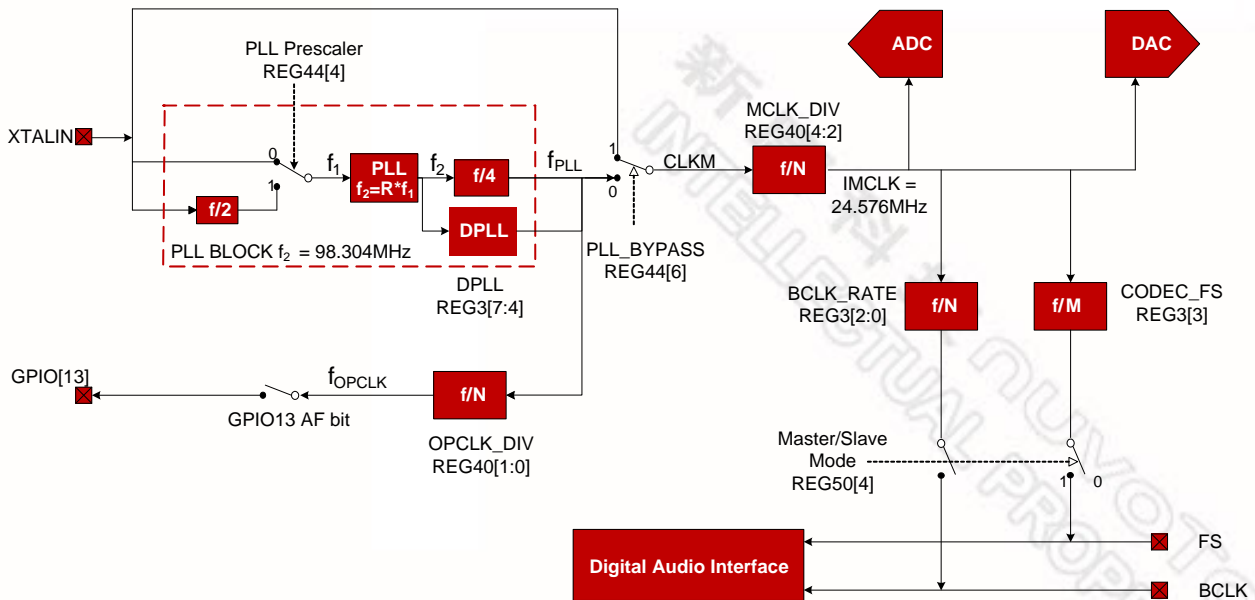 PLL Prescaler
REG44[4]
ADC
DAC
XTALIN
0
1
f1
PLL
f2=R*f1
f2
f/4
fPLL
f/2
DPLL
PLL BLOCK f2 = 98.304MHz
DPLL
REG3[7:4]
1
0
CLKM
PLL_BYPASS
REG44[6]
MCLK_DIV
REG40[4:2]
f/N
IMCLK =
24.576MHz
BCLK_RATE
REG3[2:0]
f/N
f/M
CODEC_FS
REG3[3]
GPIO[13]
GPIO13 AF bit
fOPCLK
f/N
OPCLK_DIV
REG40[1:0]
Master/Slave
Mode
REG50[4]
1
0
Digital Audio Interface
FS
BCLK
INTELLECTUAL PROP
NUVOTO